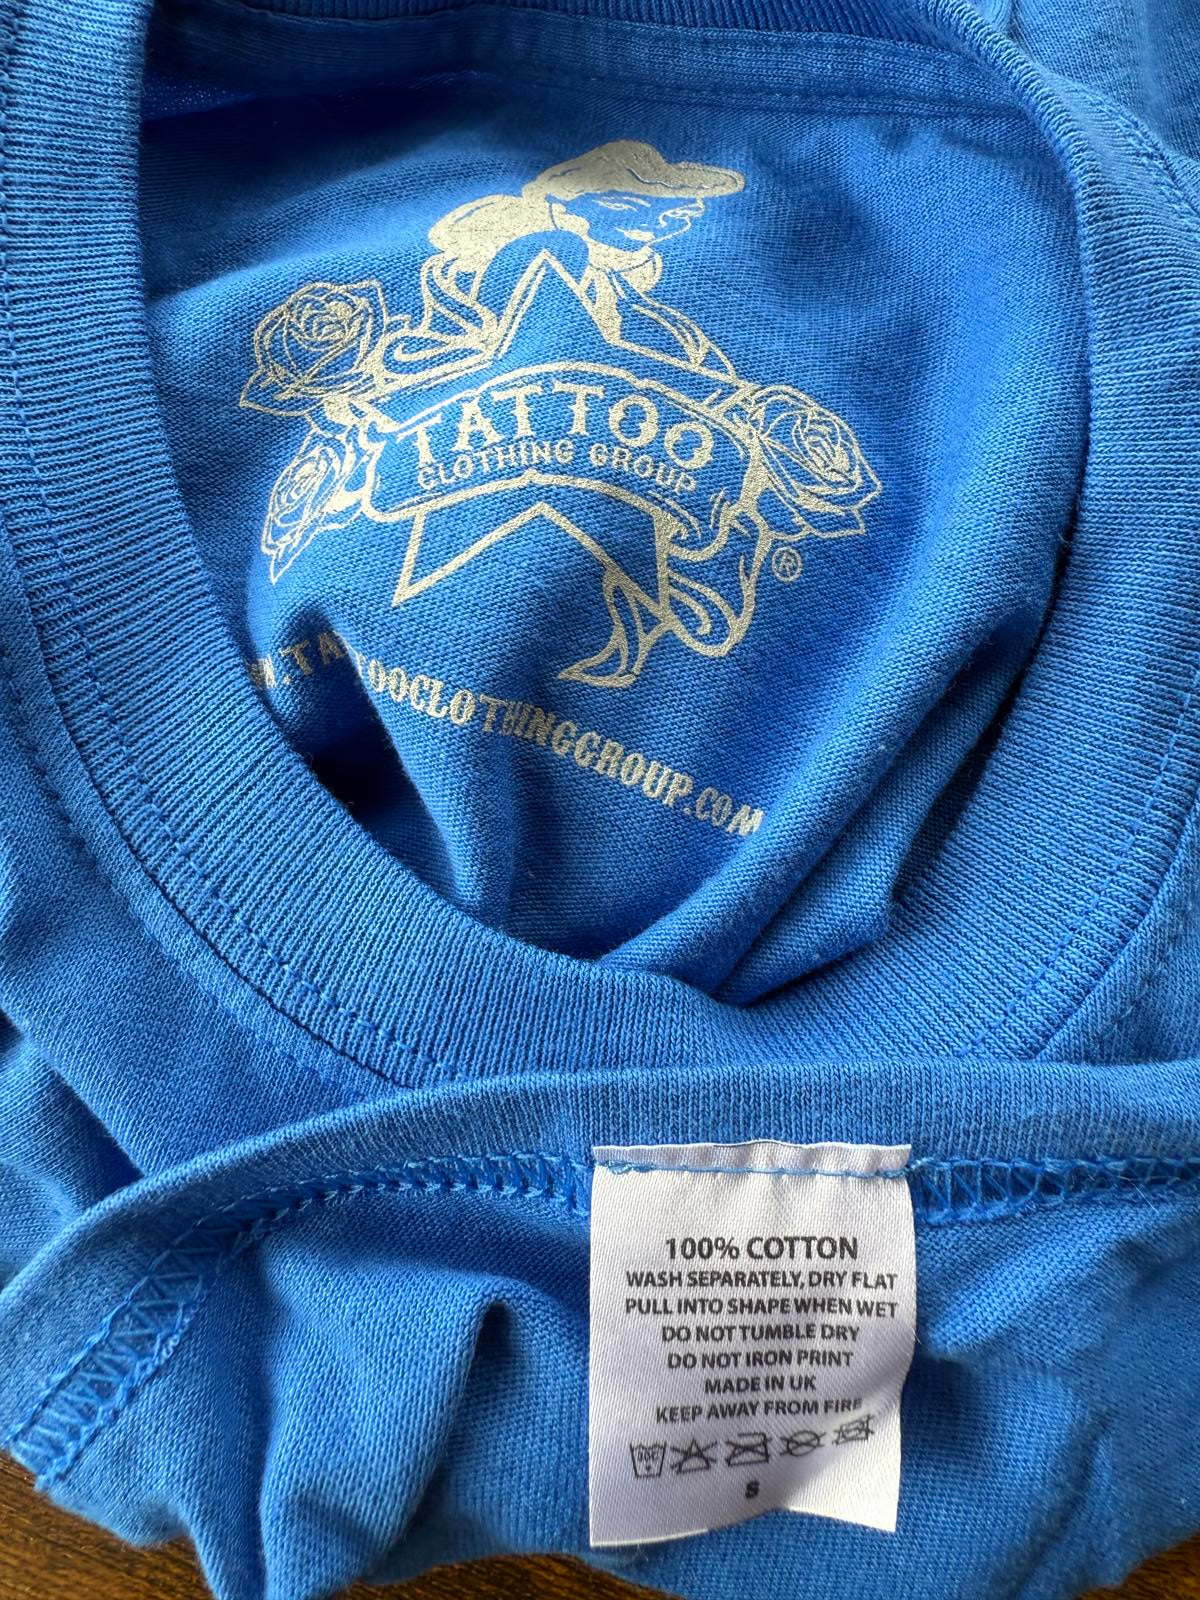 TATTOO
CLOTHING GROUP
®
.TATTOOCLOTHINGGROUP.COM
100% COTTON
WASH SEPARATELY, DRY FLAT
PULL INTO SHAPE WHEN WET
DO NOT TUMBLE DRY
DO NOT IRON PRINT
MADE IN UK
KEEP AWAY FROM FIRE
30C
S